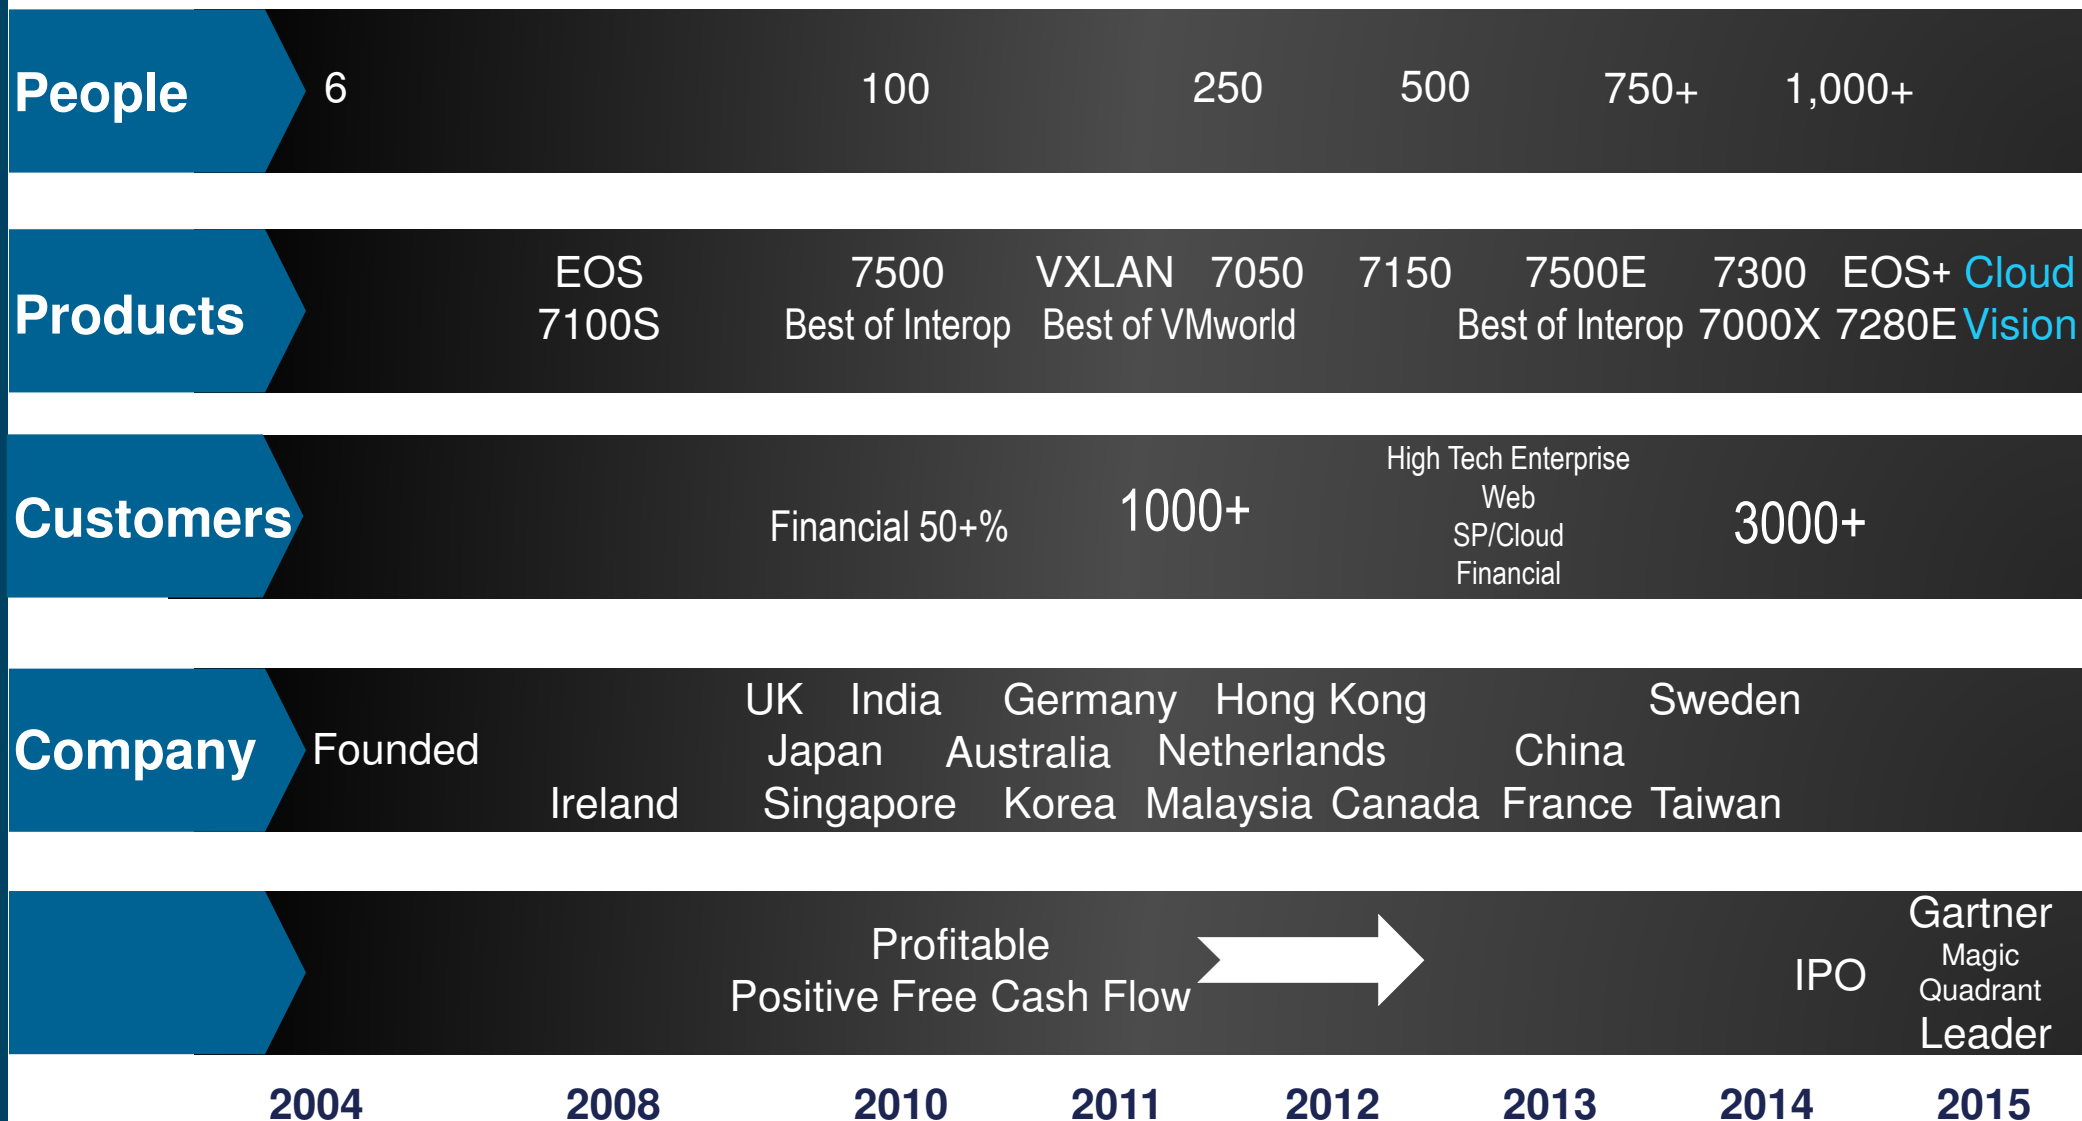 People 6 100 250 500 750+ 1,000+
EOS 7500 VXLAN 7050 7150 7500E 7300 EOS+ Cloud
Products
7100S Best of Interop Best of VMworld Best of Interop 7000X 7280E Vision
High Tech Enterprise
Web
Customers Financial 50+% 1000+ 3000+
SP/Cloud
Financial
UK India Germany Hong Kong Sweden
Company Founded Japan Australia Netherlands China
Ireland Singapore Korea Malaysia Canada France Taiwan
Profitable
Positive Free Cash Flow
IPO
Gartner
Magic
Quadrant
Leader
2004 2008 2010 2011 2012 2013 2014 2015